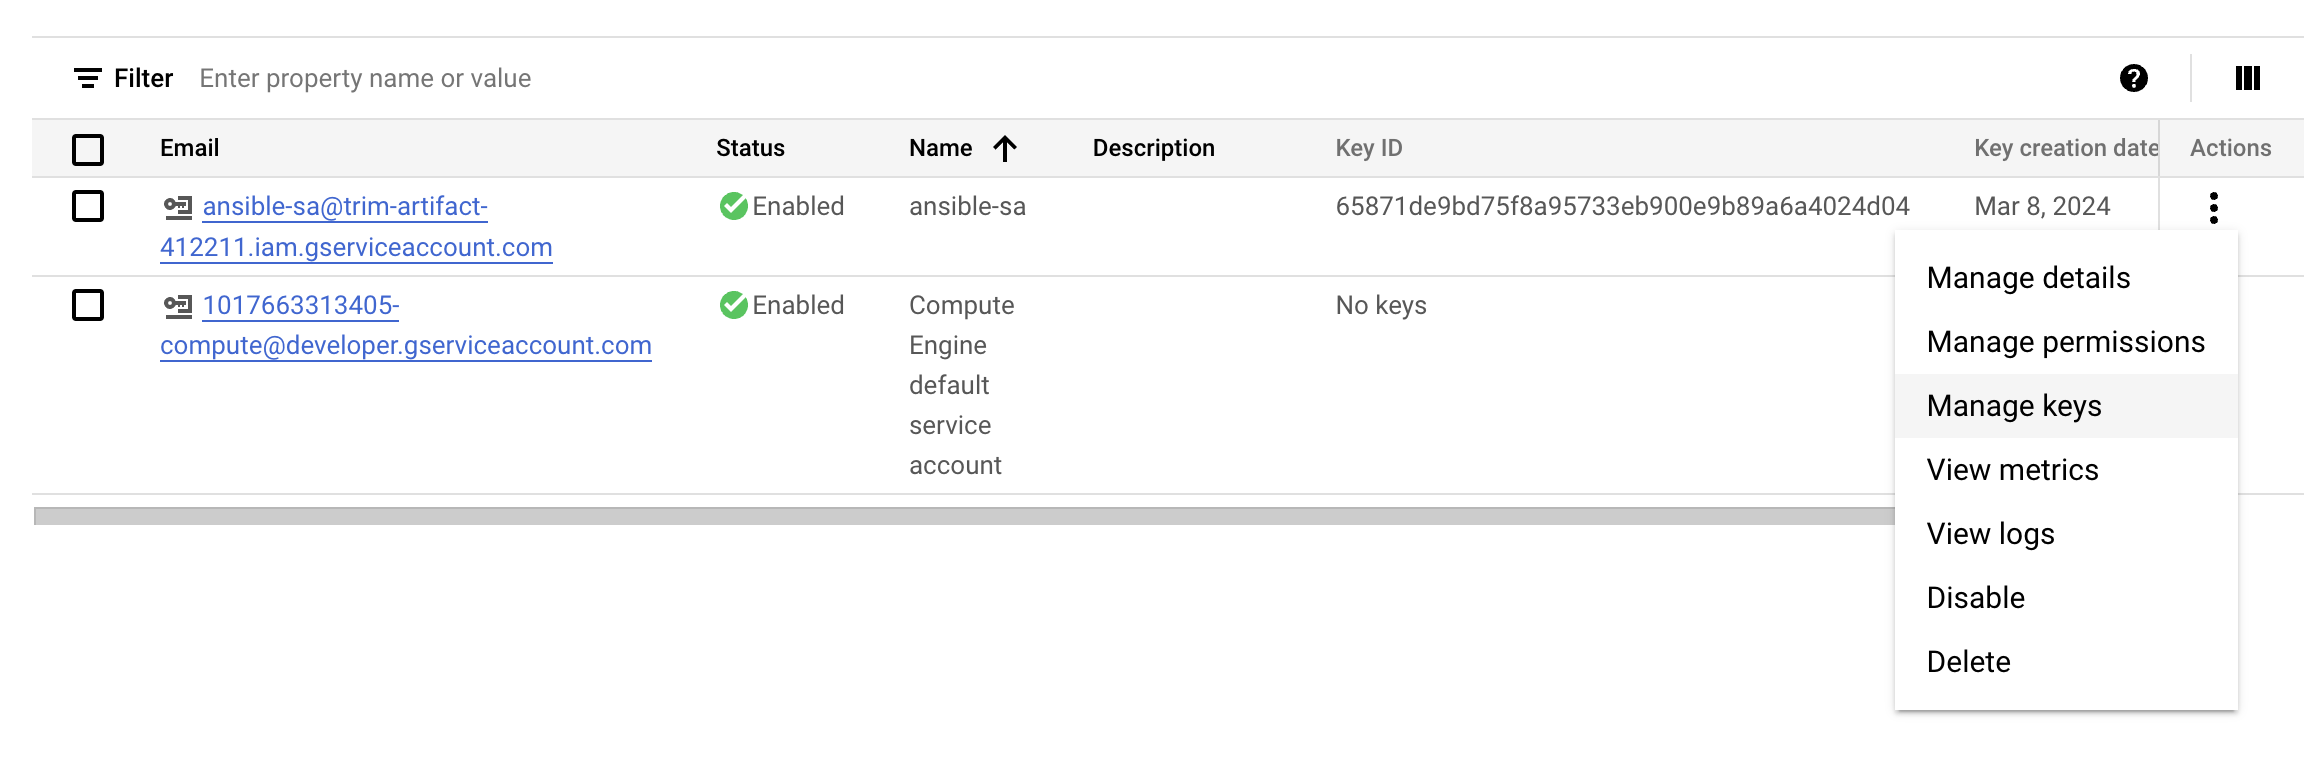 Filter Enter property name or value
Email Status Name Description Key ID Key creation date Actions
ansible-sa@trim-artifact- Enabled ansible-sa 65871de9bd75f8a95733eb900e9b89a6a4024d04 Mar 8, 2024
412211.iam.gserviceaccount.com
1017663313405- Enabled Compute No keys
compute@developer.gserviceaccount.com Engine
default
service
account
Manage details
Manage permissions
Manage keys
View metrics
View logs
Disable
Delete